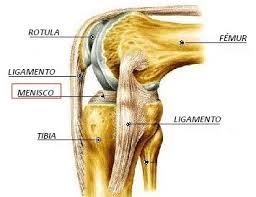 ROTULA
FÉMUR
LIGAMENTO
MENISCO
LIGAMENTO
TIBIA